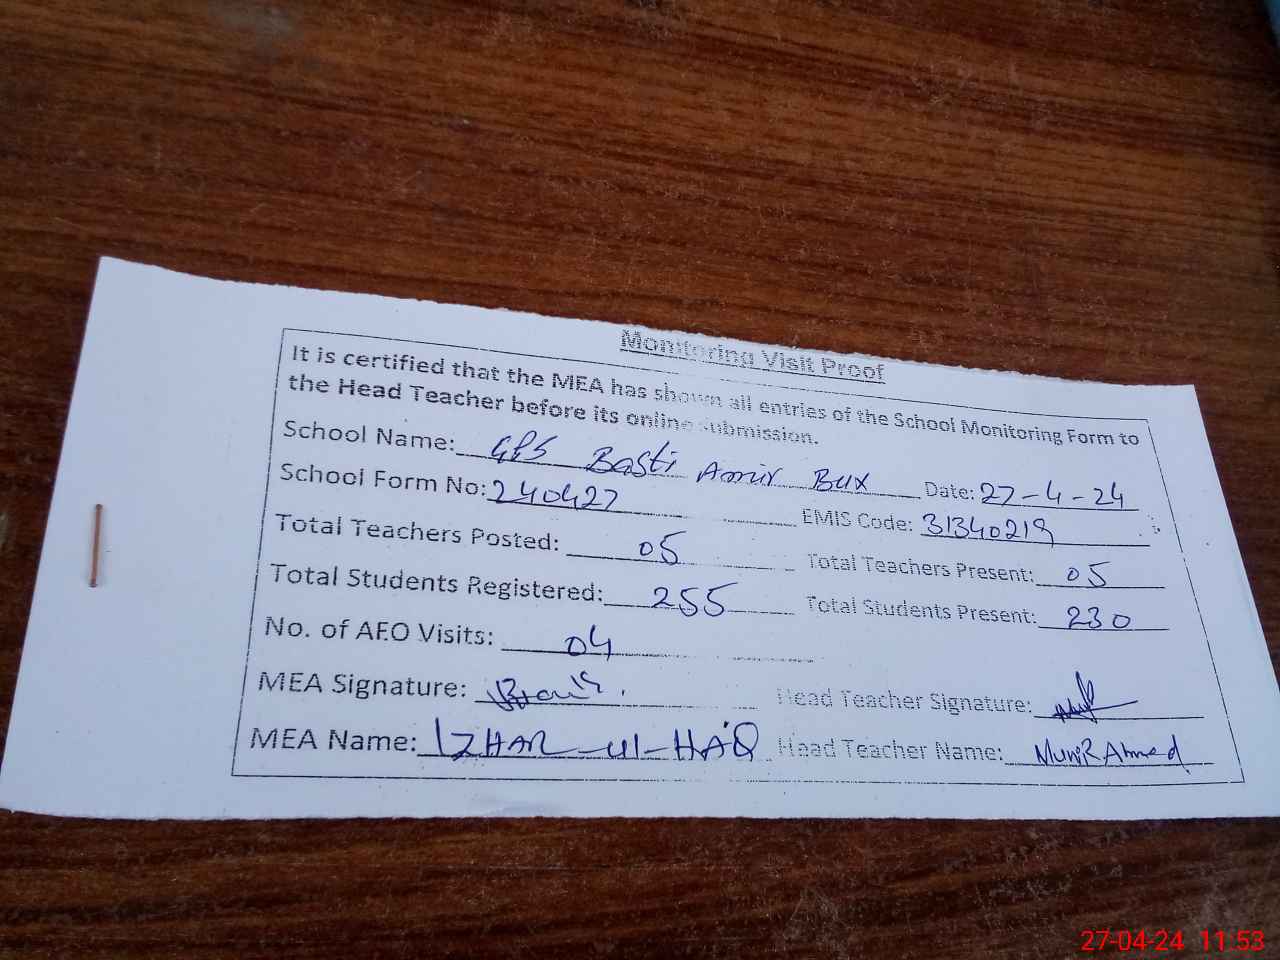 Monitoring Visit Proof
It is certified that the MEA has shown all entries of the School Monitoring Form to
the Head Teacher before its online submission.
School Name: GPS Basti Amir Bux Date: 27-4-24
School Form No: 240427 EMIS Code: 31340219
Total Teachers Posted: 05 Total Teachers Present: 05
Total Students Registered: 255 Total Students Present: 230
No. of AEO Visits: 04
MEA Signature: Head Teacher Signature:
MEA Name: IZHAR-ul-HAQ Head Teacher Name: Munir Ahmed
27-04-24 11:53